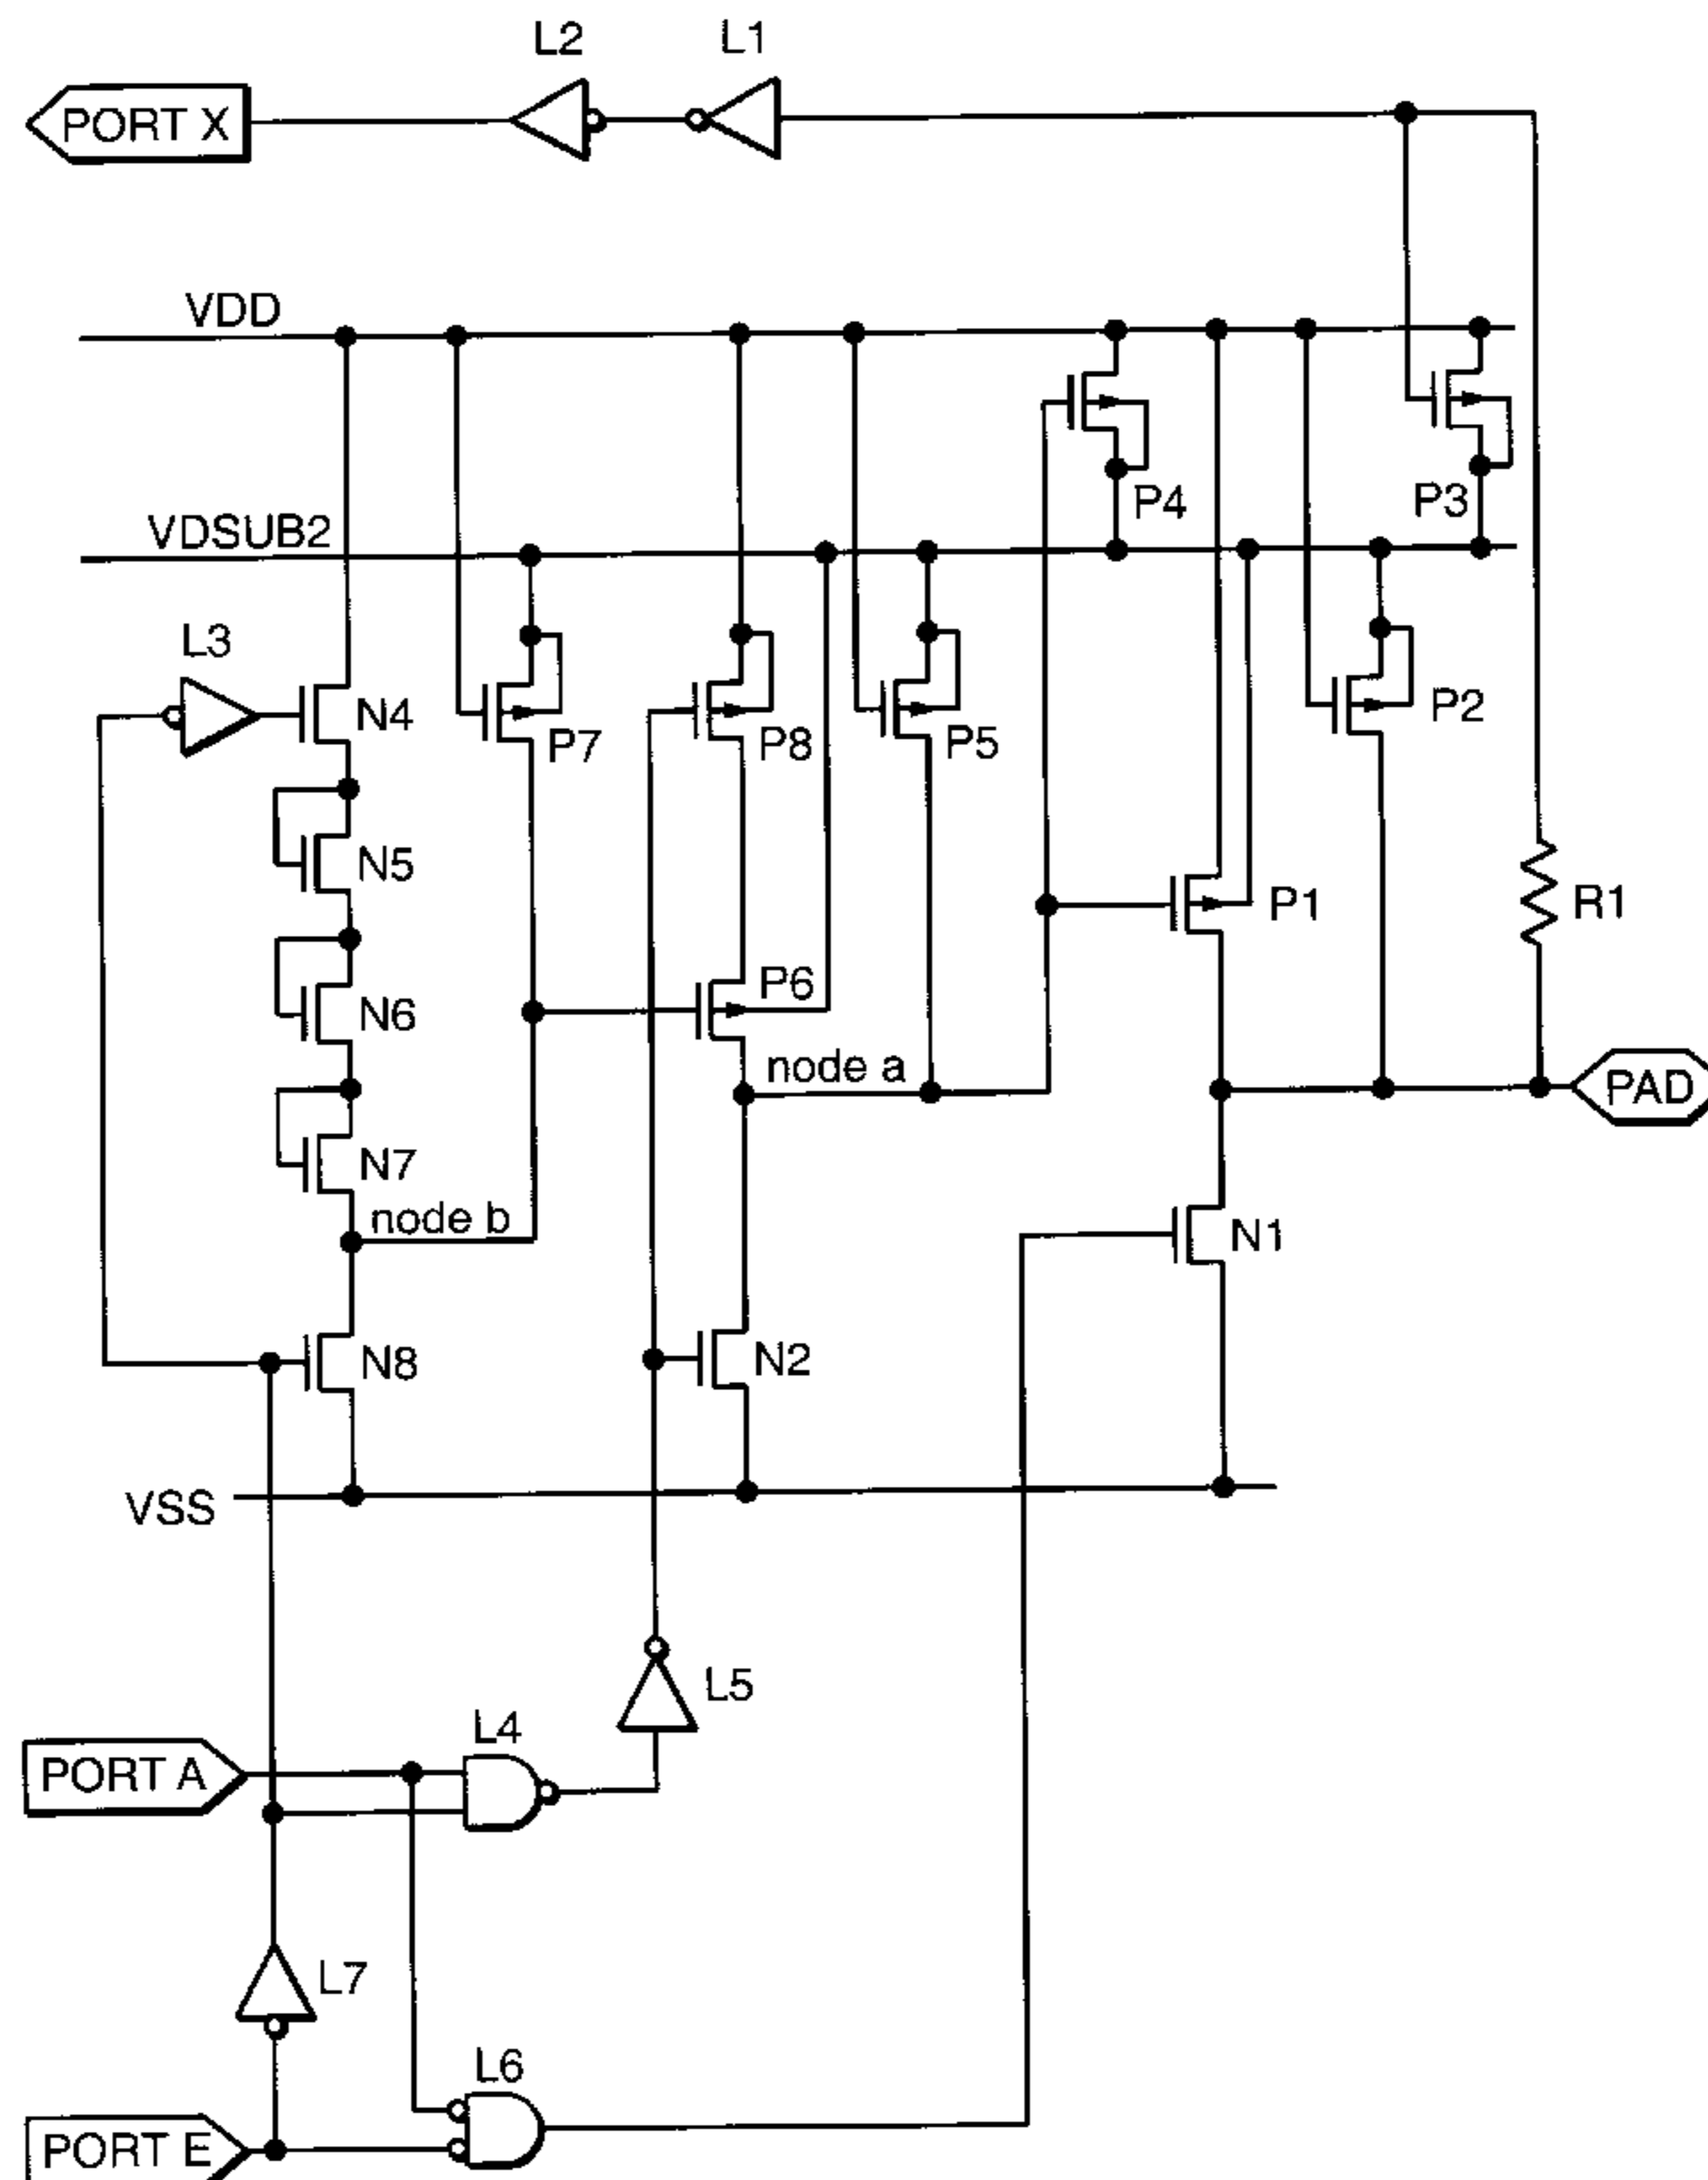 L2
L1
PORT X
VDD
P4
P3
VDSUB2
L3
N4
P7
P8
P5
P2
N5
P1
R1
N6
P6
node a
PAD
N7
node b
N1
N8
N2
VSS
L5
L4
PORT A
L7
L6
PORT E